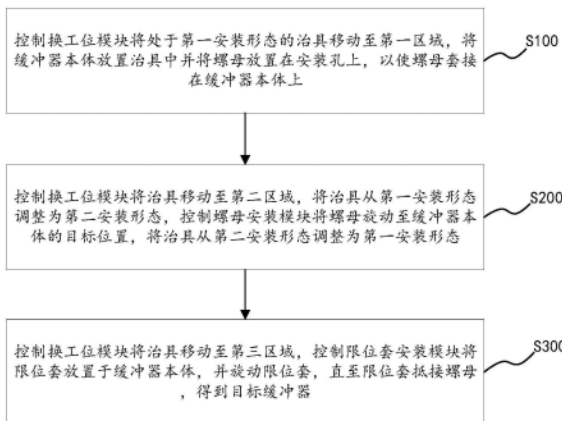 控制换工位模块将处于第一安装形态的治具移动至第一区域，将
缓冲器本体放置治具中并将螺母放置在安装孔上，以使螺母套接
在缓冲器本体上
S100
控制换工位模块将治具移动至第二区域，将治具从第一安装形态
调整为第二安装形态，控制螺母安装模块将螺母旋动至缓冲器本
体的目标位置，将治具从第二安装形态调整为第一安装形态
S200
控制换工位模块将治具移动至第三区域，控制限位套安装模块将
限位套放置于缓冲器本体，并旋动限位套，直至限位套抵接螺母
，得到目标缓冲器
S300